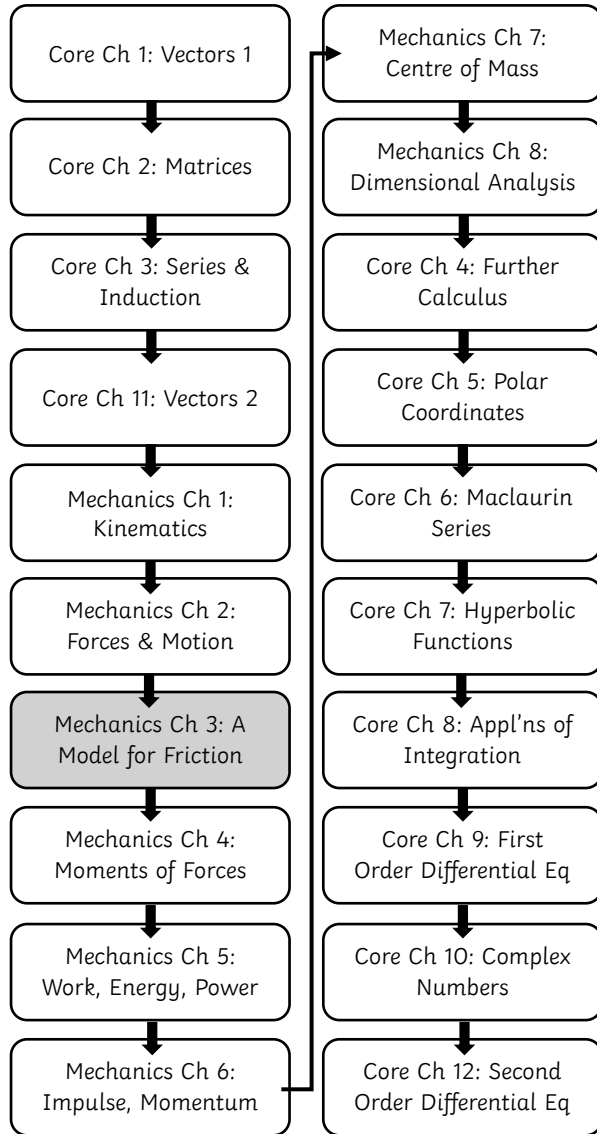 Core Ch 1: Vectors 1
Core Ch 2: Matrices
Core Ch 3: Series &
Induction
Core Ch 11: Vectors 2
Mechanics Ch 1:
Kinematics
Mechanics Ch 2:
Forces & Motion
Mechanics Ch 3: A
Model for Friction
Mechanics Ch 4:
Moments of Forces
Mechanics Ch 5:
Work, Energy, Power
Mechanics Ch 6:
Impulse, Momentum
Mechanics Ch 7:
Centre of Mass
Mechanics Ch 8:
Dimensional Analysis
Core Ch 4: Further
Calculus
Core Ch 5: Polar
Coordinates
Core Ch 6: Maclaurin
Series
Core Ch 7: Hyperbolic
Functions
Core Ch 8: Appl'ns of
Integration
Core Ch 9: First
Order Differential Eq
Core Ch 10: Complex
Numbers
Core Ch 12: Second
Order Differential Eq